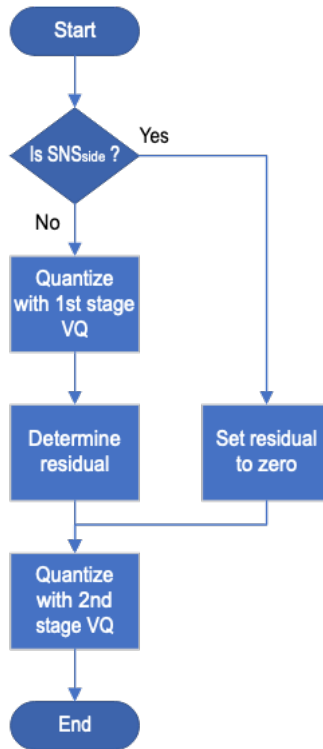 Start
Is SNSside ?
Yes
No
Quantize
with 1st stage
VQ
Determine
residual
Set residual
to zero
Quantize
with 2nd
stage VQ
End